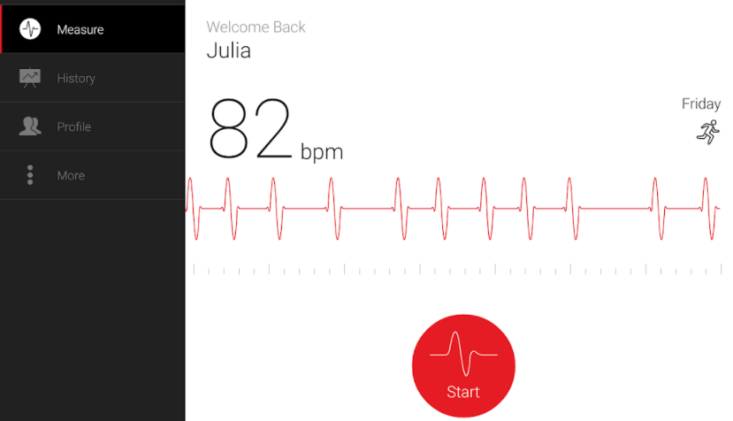 Measure
History
Profile
More
Welcome Back
Julia
82 bpm
Friday
Start